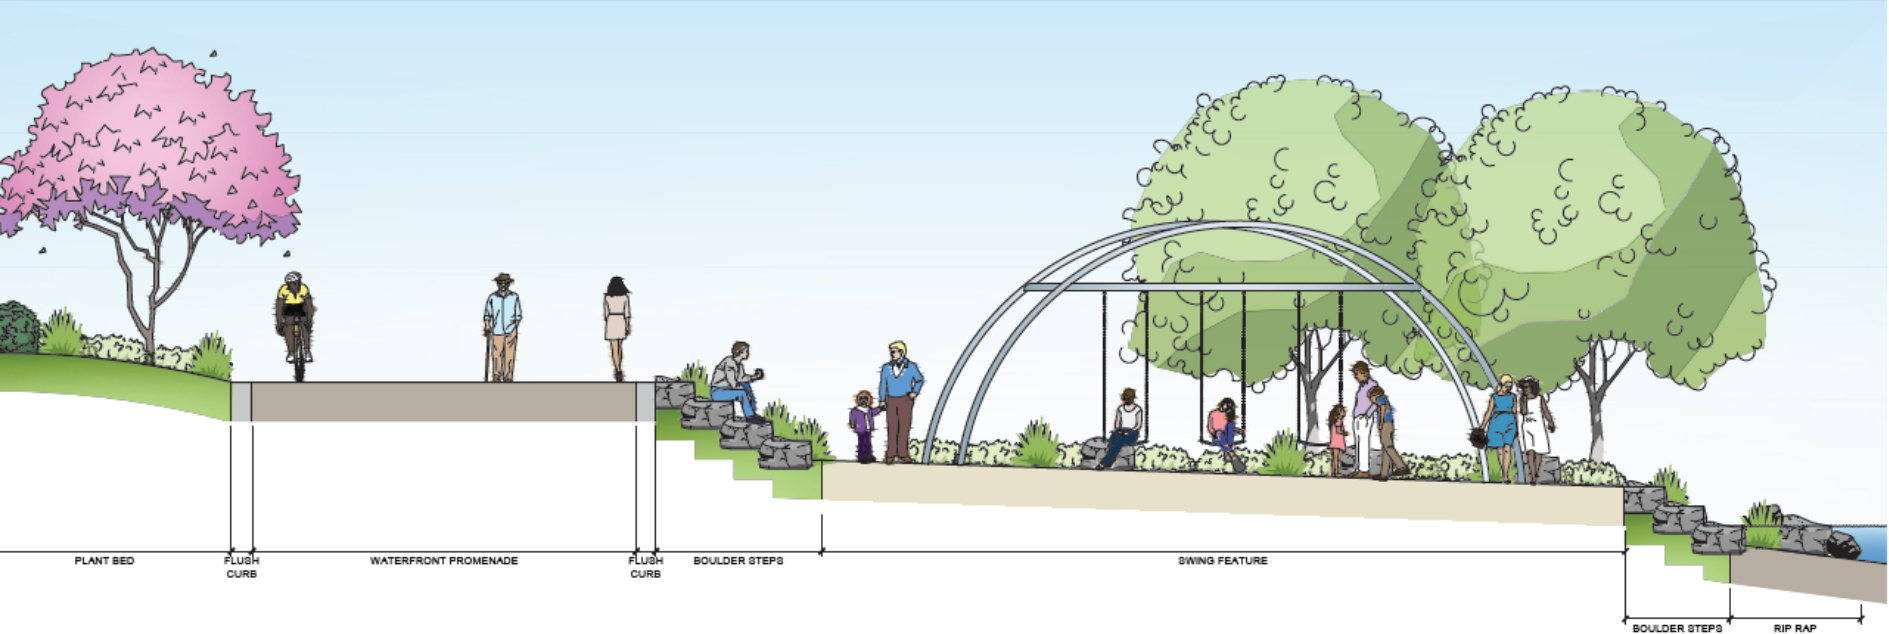 PLANT BED
FLUSH
CURB
WATERFRONT PROMENADE
FLUSH
CURB
BOULDER STEPS
SWING FEATURE
BOULDER STEPS
RIP RAP